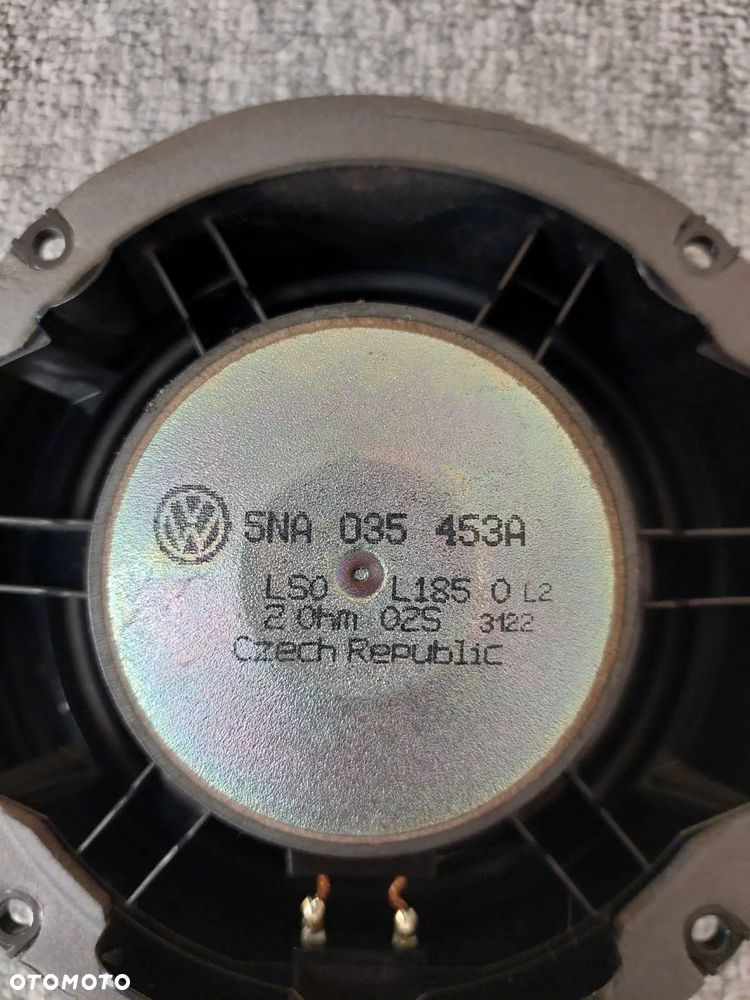 5NA 035 453A
LS0 L185 0 L2
2 Ohm 02S 3122
Czech Republic
OTOMOTO